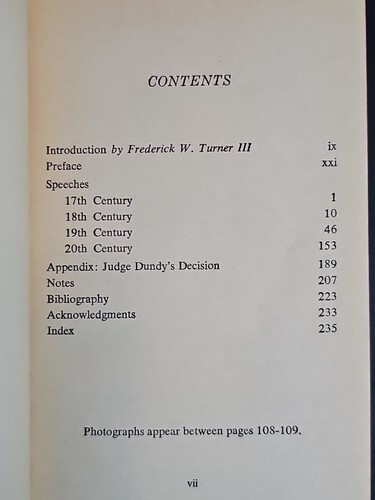 CONTENTS
Introduction by Frederick W. Turner III ix
Preface xxi
Speeches
17th Century 1
18th Century 10
19th Century 46
20th Century 153
Appendix: Judge Dundy's Decision 189
Notes 207
Bibliography 223
Acknowledgments 233
Index 235
Photographs appear between pages 108-109.
vii